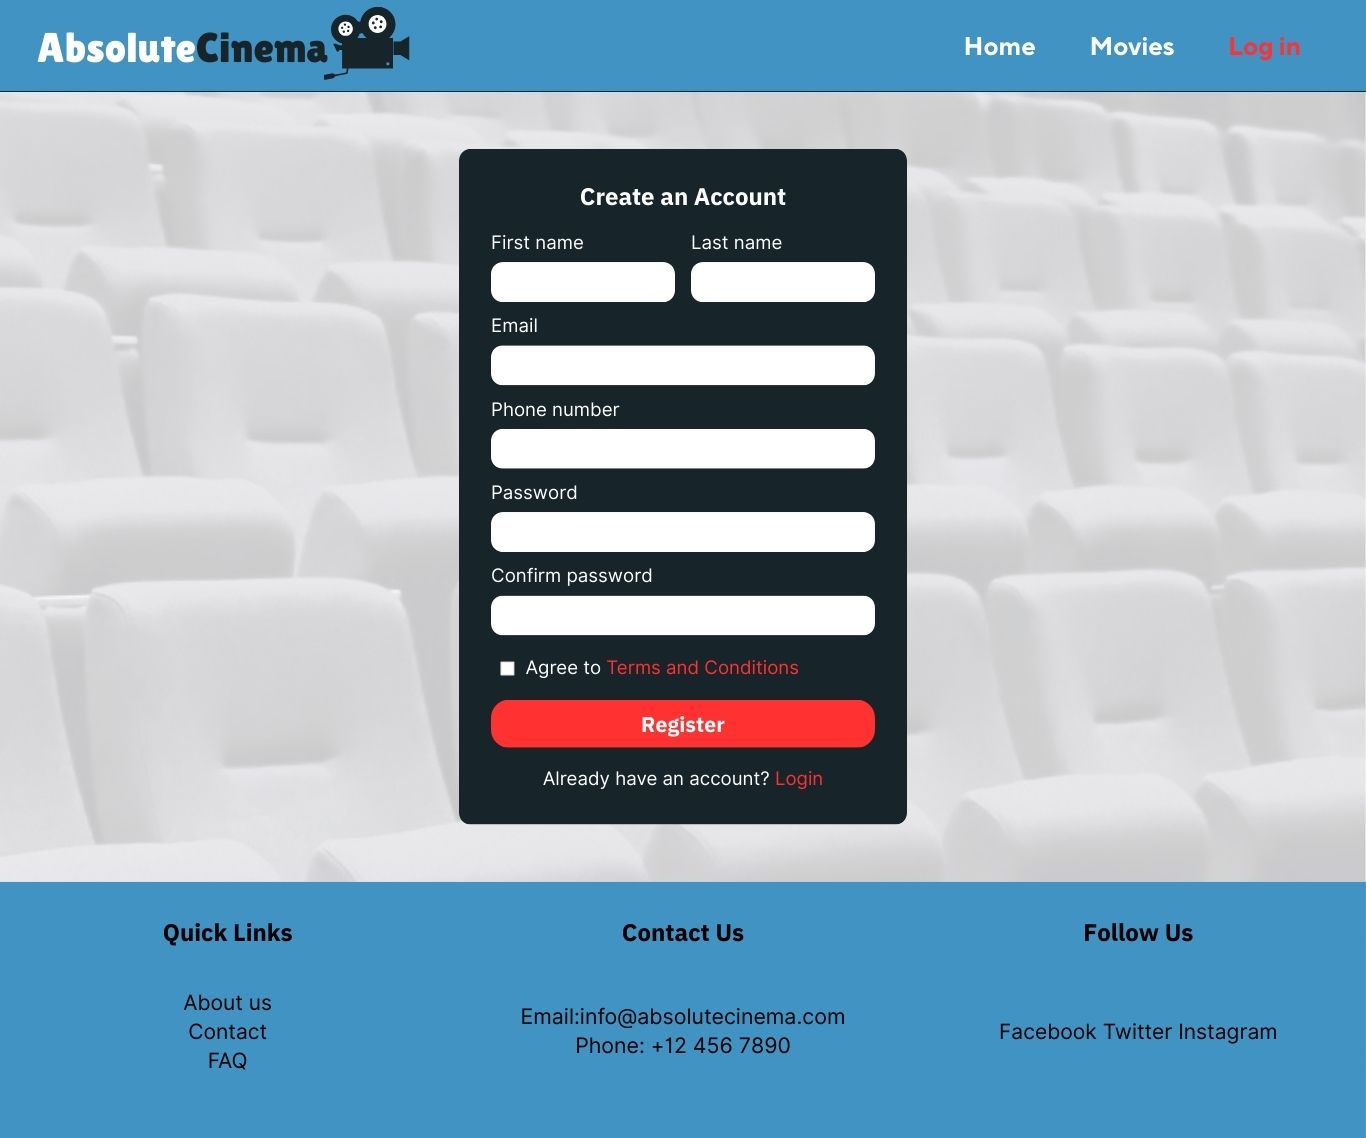 AbsoluteCinema
Home Movies Log in
Create an Account
First name Last name
Email
Phone number
Password
Confirm password
Agree to Terms and Conditions
Register
Already have an account? Login
Quick Links
About us
Contact
FAQ
Contact Us
Email:info@absolutecinema.com
Phone: +12 456 7890
Follow Us
Facebook Twitter Instagram